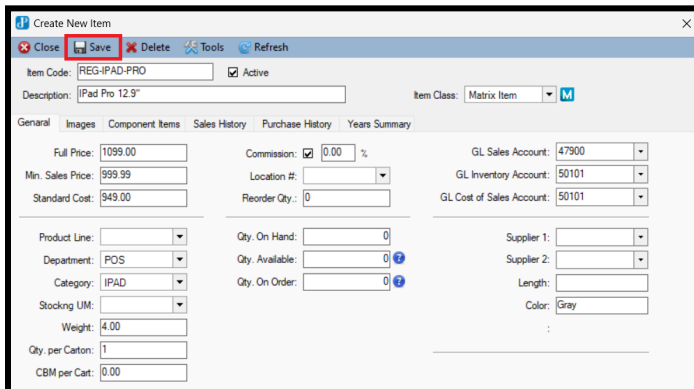 Create New Item
Close Save Delete Tools Refresh
Item Code: REG-IPAD-PRO Active
Description: IPad Pro 12.9" Item Class: Matrix Item M
General Images Component Items Sales History Purchase History Years Summary
Full Price: 1099.00 Commission: 0.00 % GL Sales Account: 47900
Min. Sales Price: 999.99 Location #: GL Inventory Account: 50101
Standard Cost: 949.00 Reorder Qty.: 0 GL Cost of Sales Account: 50101
Product Line: Qty. On Hand: 0 Supplier 1:
Department: POS Qty. Available: 0 ? Supplier 2:
Category: IPAD Qty. On Order: 0 ? Length:
Stockng UM: Color: Gray
Weight: 4.00 :
Qty. per Carton: 1
CBM per Cart: 0.00